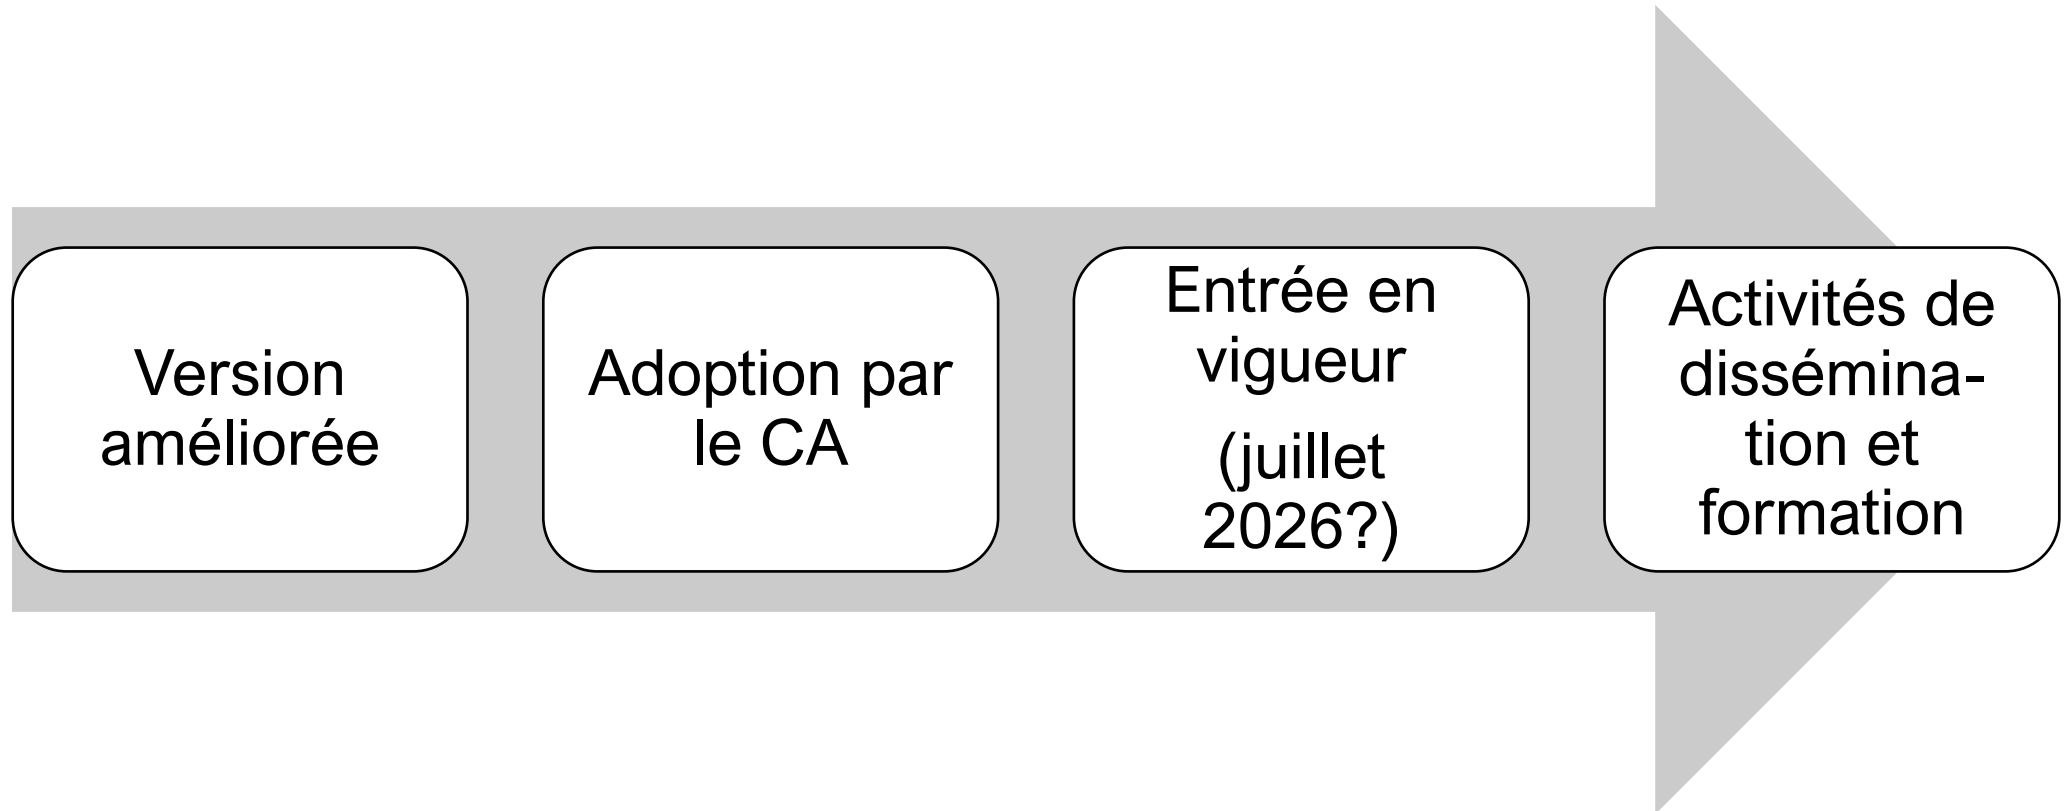 Version
améliorée
Adoption par
le CA
Entrée en
vigueur
(juillet
2026?)
Activités de
dissémina-
tion et
formation